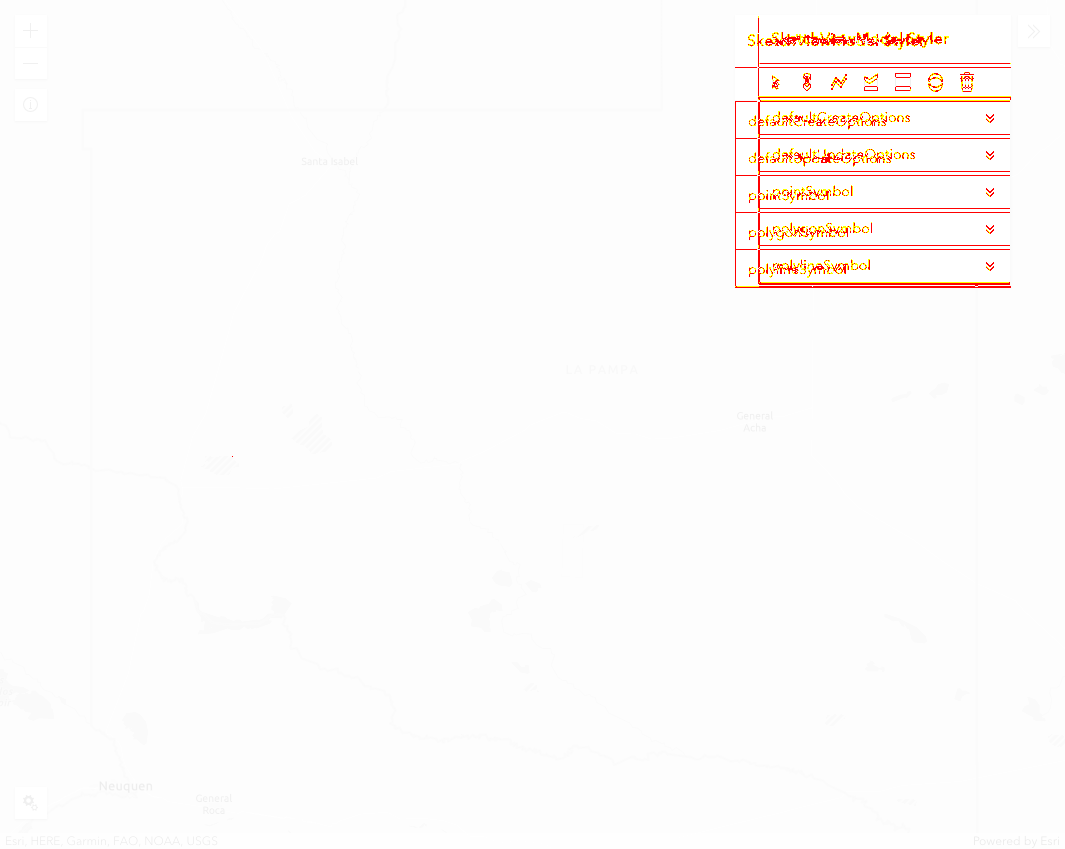 SketchViewModel Styler
defaultCreateOptions
defaultUpdateOptions
pointSymbol
polygonSymbol
polylineSymbol
Santa Isabel
LA PAMPA
General
Acha
Neuquen
General
Roca
Esri, HERE, Garmin, FAO, NOAA, USGS
Powered by Esri